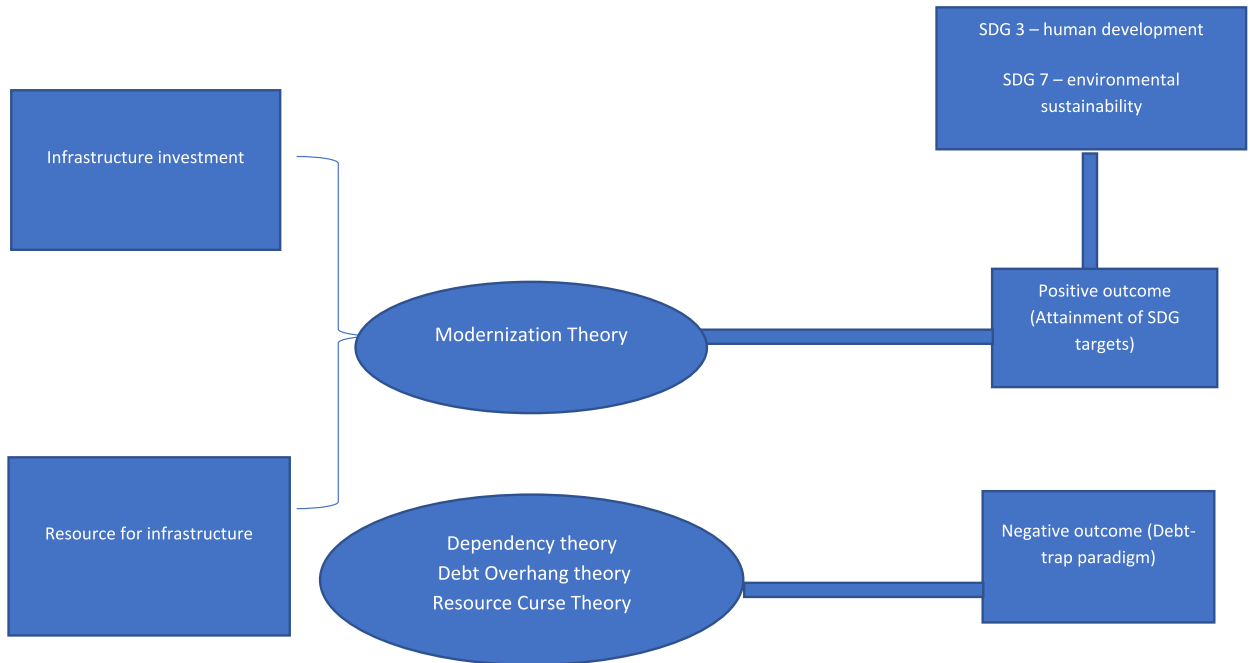 SDG 3 – human development
SDG 7 – environmental
sustainability
Infrastructure investment
Modernization Theory
Positive outcome
(Attainment of SDG
targets)
Resource for infrastructure
Dependency theory
Debt Overhang theory
Resource Curse Theory
Negative outcome (Debt-
trap paradigm)